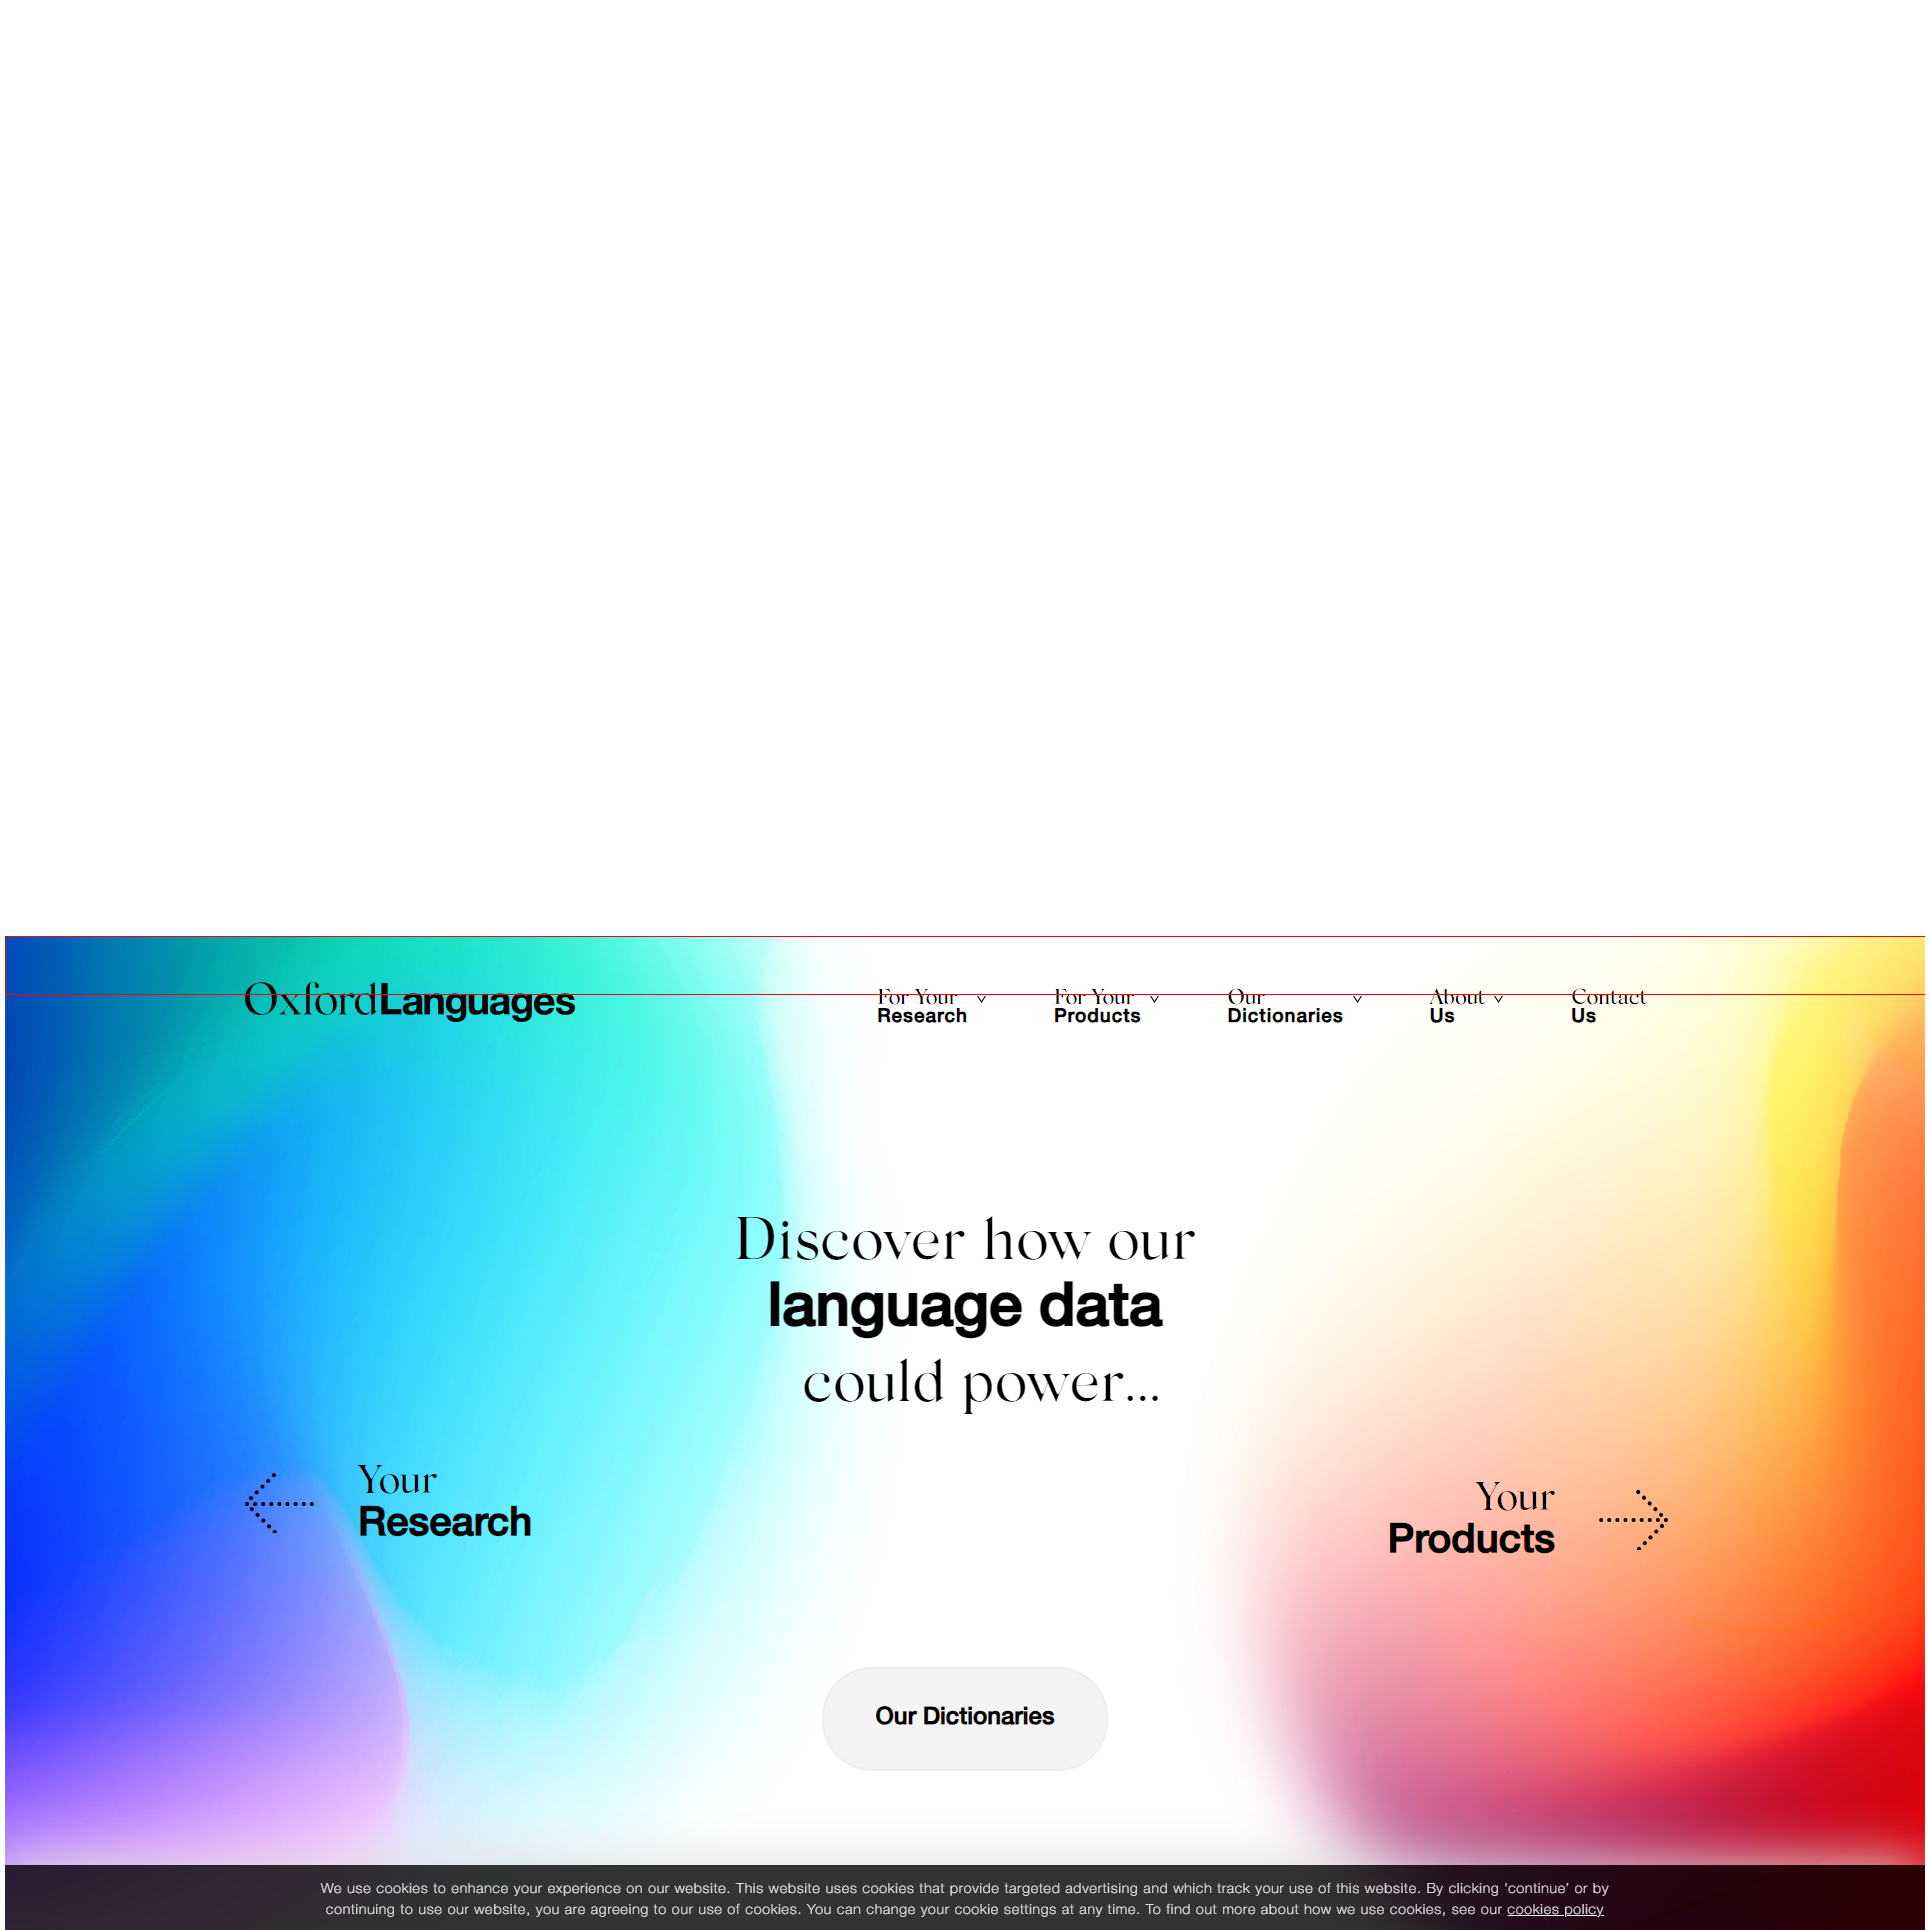 OxfordLanguages
For Your
Research
For Your
Products
Our
Dictionaries
About
Us
Contact
Us
Discover how our
language data
could power...
Your
Research
Your
Products
Our Dictionaries
We use cookies to enhance your experience on our website. This website uses cookies that provide targeted advertising and which track your use of this website. By clicking ‘continue’ or by
continuing to use our website, you are agreeing to our use of cookies. You can change your cookie settings at any time. To find out more about how we use cookies, see our cookies policy